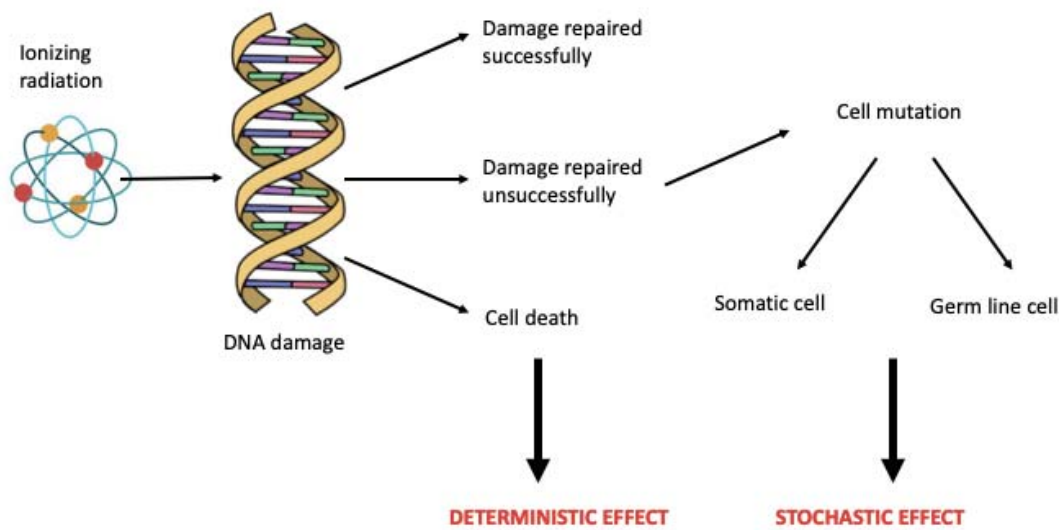 Ionizing
radiation
DNA damage
Damage repaired
successfully
Damage repaired
unsuccessfully
Cell death
Cell mutation
Somatic cell
Germ line cell
DETERMINISTIC EFFECT
STOCHASTIC EFFECT